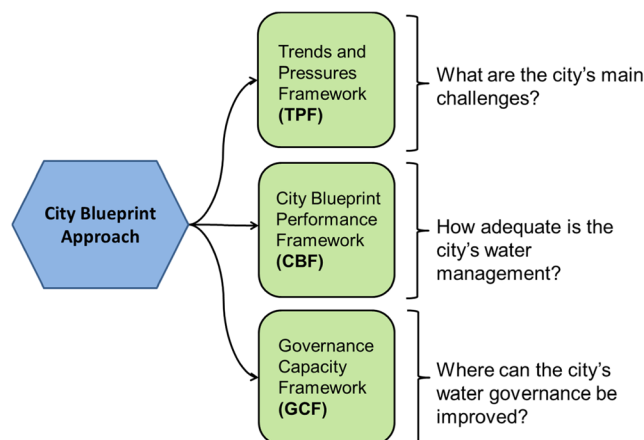 City Blueprint
Approach
Trends and
Pressures
Framework
(TPF)
What are the city’s main
challenges?
City Blueprint
Performance
Framework
(CBF)
How adequate is the
city’s water
management?
Governance
Capacity
Framework
(GCF)
Where can the city’s
water governance be
improved?